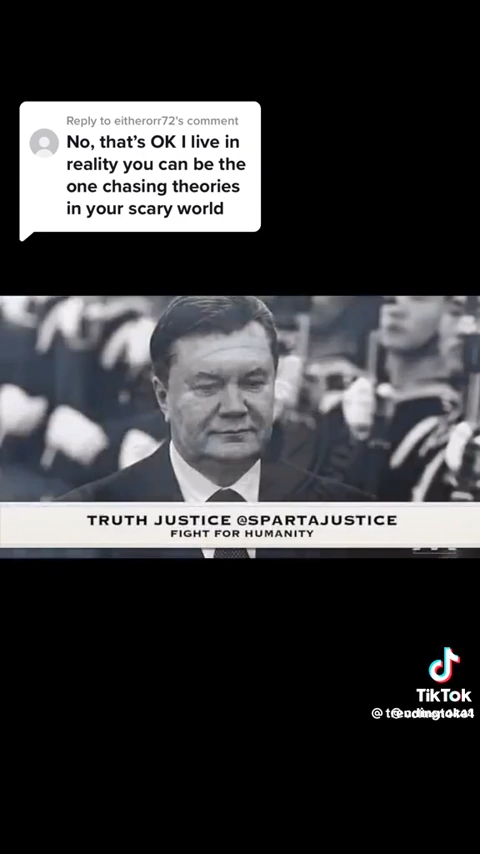 Reply to eitherorr72's comment
No, that's OK I live in
reality you can be the
one chasing theories
in your scary world
TRUTH JUSTICE @SPARTAJUSTICE
FIGHT FOR HUMANITY
TikTok